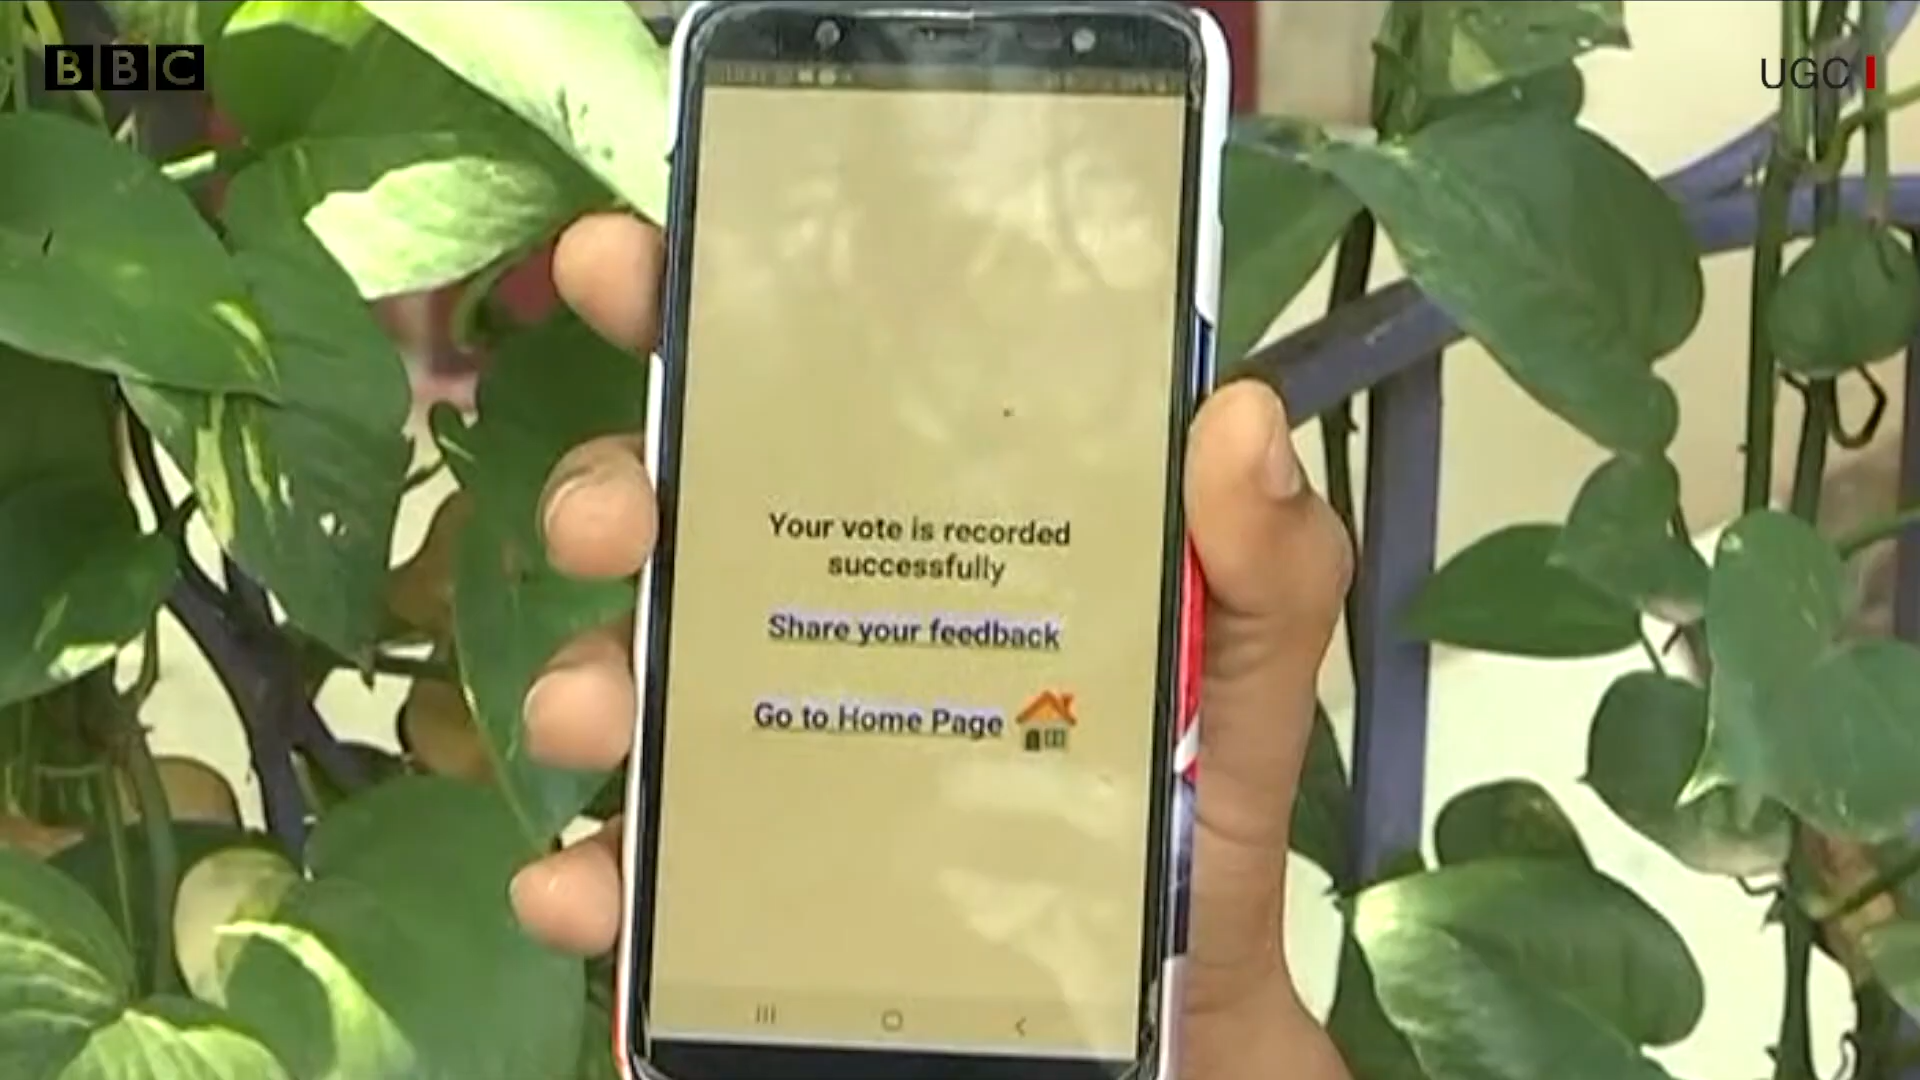 BBC
UGC
Your vote is recorded
successfully
Share your feedback
Go to Home Page